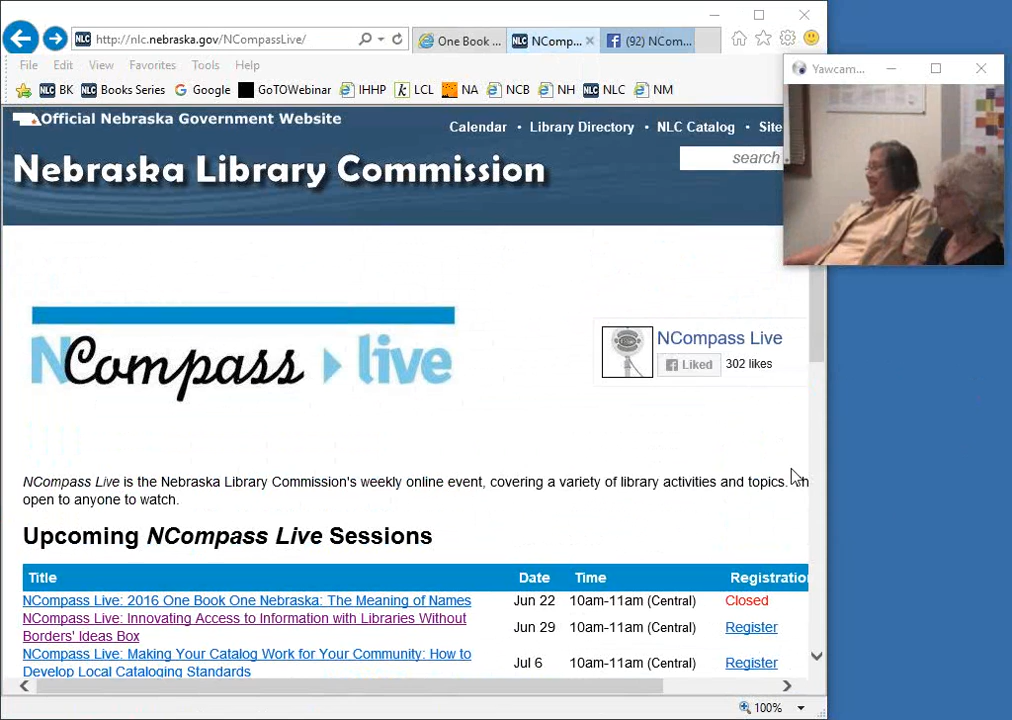 http://nlc.nebraska.gov/NCompassLive/
One Book ...
NComp...
(92) NCom...
File Edit View Favorites Tools Help
Yawcam...
BK Books Series Google GoTOWebinar IHHP LCL NA NCB NH NLC NM
Official Nebraska Government Website
Calendar • Library Directory • NLC Catalog • Site
search
Nebraska Library Commission
NCompass live
NCompass Live
Liked 302 likes
NCompass Live is the Nebraska Library Commission's weekly online event, covering a variety of library activities and topics.
open to anyone to watch.
Upcoming NCompass Live Sessions
Title Date Time Registration
NCompass Live: 2016 One Book One Nebraska: The Meaning of Names Jun 22 10am-11am (Central) Closed
NCompass Live: Innovating Access to Information with Libraries Without
Borders' Ideas Box Jun 29 10am-11am (Central) Register
NCompass Live: Making Your Catalog Work for Your Community: How to
Develop Local Cataloging Standards Jul 6 10am-11am (Central) Register
100%